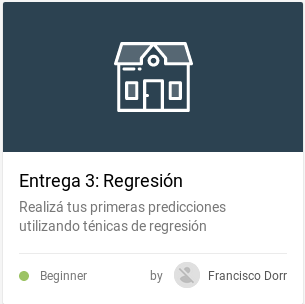 Entrega 3: Regresión
Realizá tus primeras predicciones
utilizando ténicas de regresión
Beginner
by
Francisco Dorr